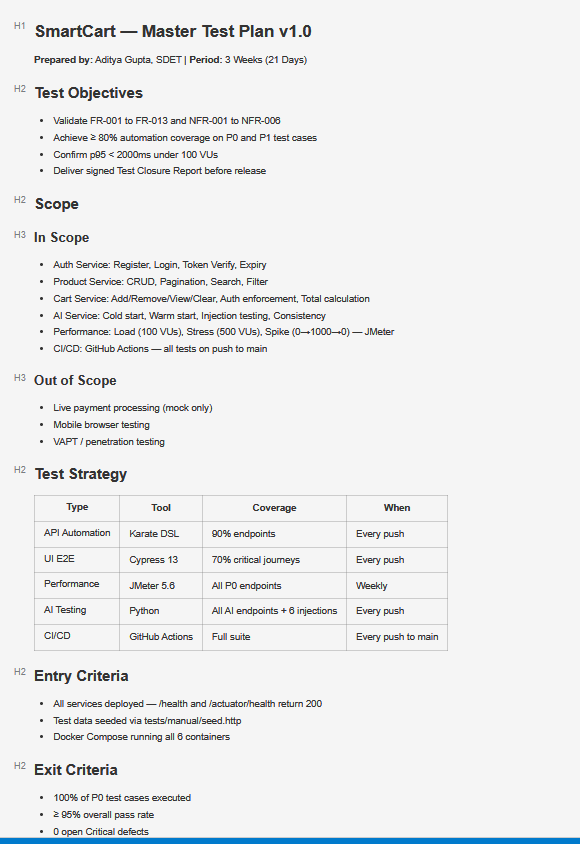 H1 SmartCart — Master Test Plan v1.0
Prepared by: Aditya Gupta, SDET | Period: 3 Weeks (21 Days)
H2 Test Objectives
• Validate FR-001 to FR-013 and NFR-001 to NFR-006
• Achieve ≥ 80% automation coverage on P0 and P1 test cases
• Confirm p95 < 2000ms under 100 VUs
• Deliver signed Test Closure Report before release
H2 Scope
H3 In Scope
• Auth Service: Register, Login, Token Verify, Expiry
• Product Service: CRUD, Pagination, Search, Filter
• Cart Service: Add/Remove/View/Clear, Auth enforcement, Total calculation
• AI Service: Cold start, Warm start, Injection testing, Consistency
• Performance: Load (100 VUs), Stress (500 VUs), Spike (0→1000→0) — JMeter
• CI/CD: GitHub Actions — all tests on push to main
H3 Out of Scope
• Live payment processing (mock only)
• Mobile browser testing
• VAPT / penetration testing
H2 Test Strategy
Type Tool Coverage When
API Automation Karate DSL 90% endpoints Every push
UI E2E Cypress 13 70% critical journeys Every push
Performance JMeter 5.6 All P0 endpoints Weekly
AI Testing Python All AI endpoints + 6 injections Every push
CI/CD GitHub Actions Full suite Every push to main
H2 Entry Criteria
• All services deployed — /health and /actuator/health return 200
• Test data seeded via tests/manual/seed.http
• Docker Compose running all 6 containers
H2 Exit Criteria
• 100% of P0 test cases executed
• ≥ 95% overall pass rate
• 0 open Critical defects